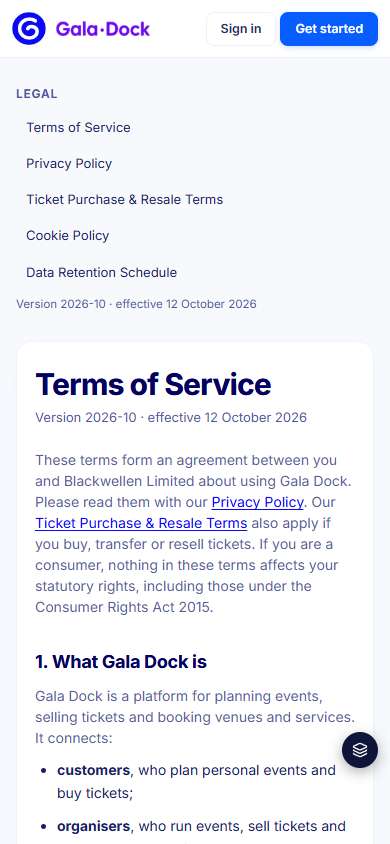 Gala·Dock
Sign in
Get started
LEGAL
Terms of Service
Privacy Policy
Ticket Purchase & Resale Terms
Cookie Policy
Data Retention Schedule
Version 2026-10 · effective 12 October 2026
Terms of Service
Version 2026-10 · effective 12 October 2026
These terms form an agreement between you
and Blackwellen Limited about using Gala Dock.
Please read them with our Privacy Policy. Our
Ticket Purchase & Resale Terms also apply if
you buy, transfer or resell tickets. If you are a
consumer, nothing in these terms affects your
statutory rights, including those under the
Consumer Rights Act 2015.
1. What Gala Dock is
Gala Dock is a platform for planning events,
selling tickets and booking venues and services.
It connects:
• customers, who plan personal events and
buy tickets;
• organisers, who run events, sell tickets and